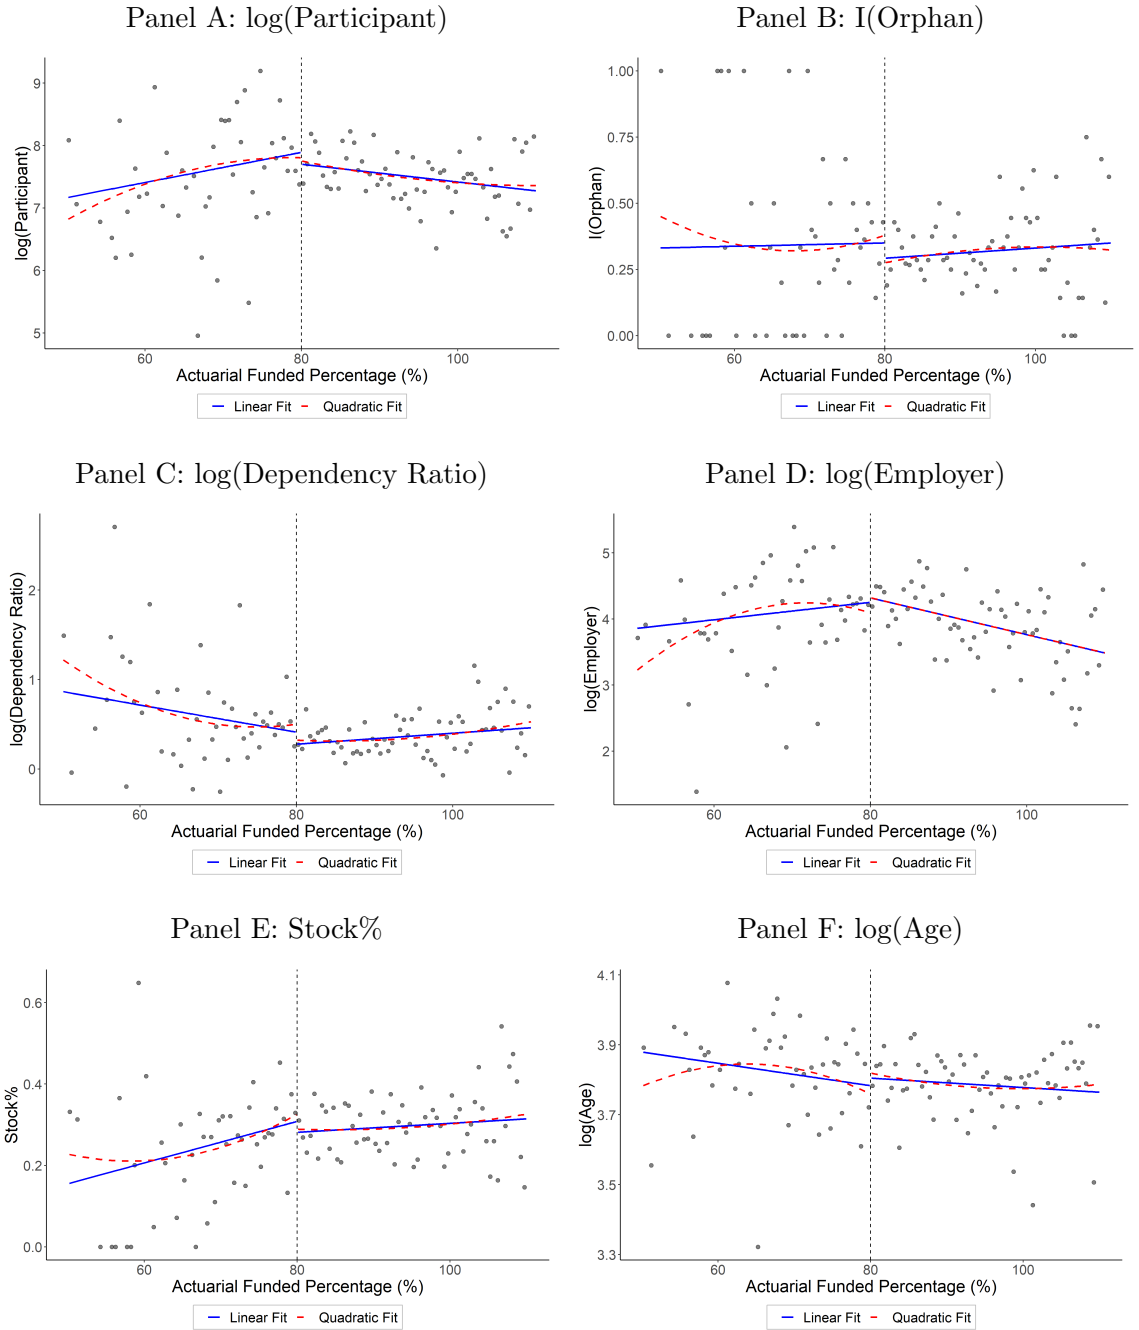 Panel A: log(Participant)
log(Participant)
9
8
7
6
5
60
80
100
Actuarial Funded Percentage (%)
Linear Fit
Quadratic Fit
Panel B: I(Orphan)
I(Orphan)
1.00
0.75
0.50
0.25
0.00
60
80
100
Actuarial Funded Percentage (%)
Linear Fit
Quadratic Fit
Panel C: log(Dependency Ratio)
log(Dependency Ratio)
2
1
0
60
80
100
Actuarial Funded Percentage (%)
Linear Fit
Quadratic Fit
Panel D: log(Employer)
log(Employer)
5
4
3
2
60
80
100
Actuarial Funded Percentage (%)
Linear Fit
Quadratic Fit
Panel E: Stock%
Stock%
0.6
0.4
0.2
0.0
60
80
100
Actuarial Funded Percentage (%)
Linear Fit
Quadratic Fit
Panel F: log(Age)
log(Age)
4.1
3.9
3.7
3.5
3.3
60
80
100
Actuarial Funded Percentage (%)
Linear Fit
Quadratic Fit